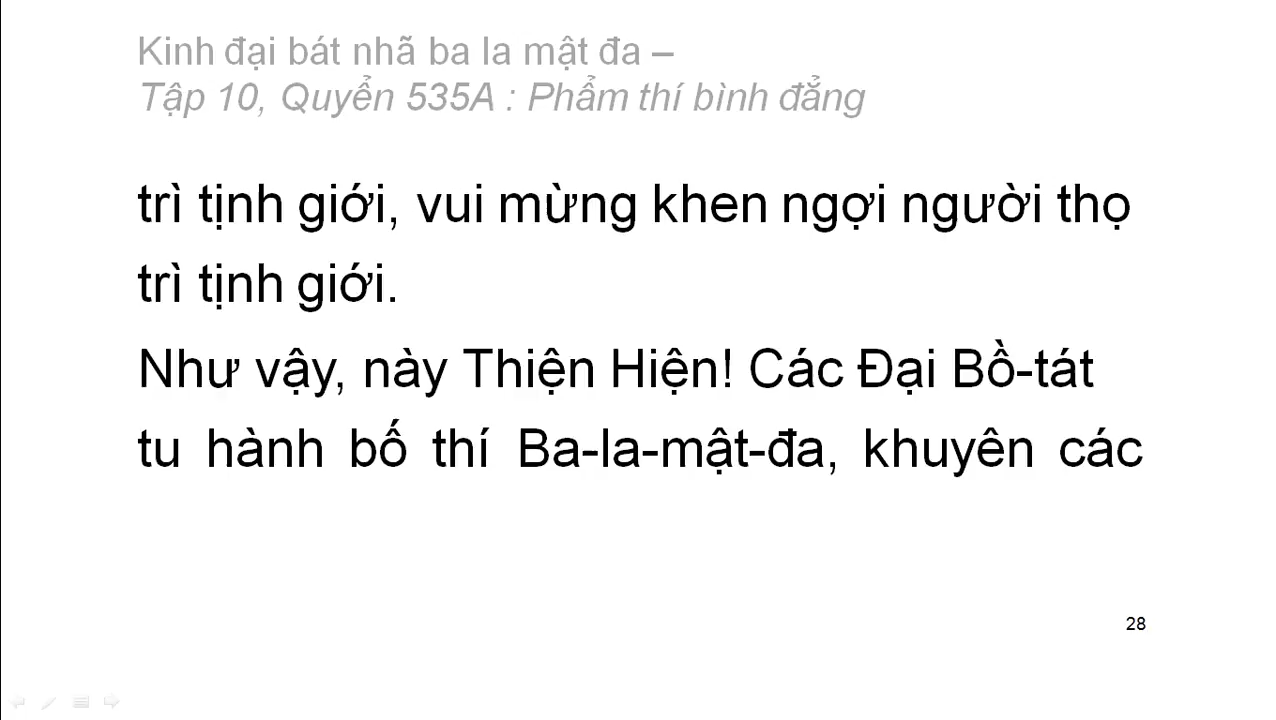 Kinh đại bát nhã ba la mật đa –
Tập 10, Quyển 535A : Phẩm thí bình đẳng
trì tịnh giới, vui mừng khen ngợi người thọ
trì tịnh giới.
Như vậy, này Thiện Hiện! Các Đại Bồ-tát
tu hành bố thí Ba-la-mật-đa, khuyên các
28